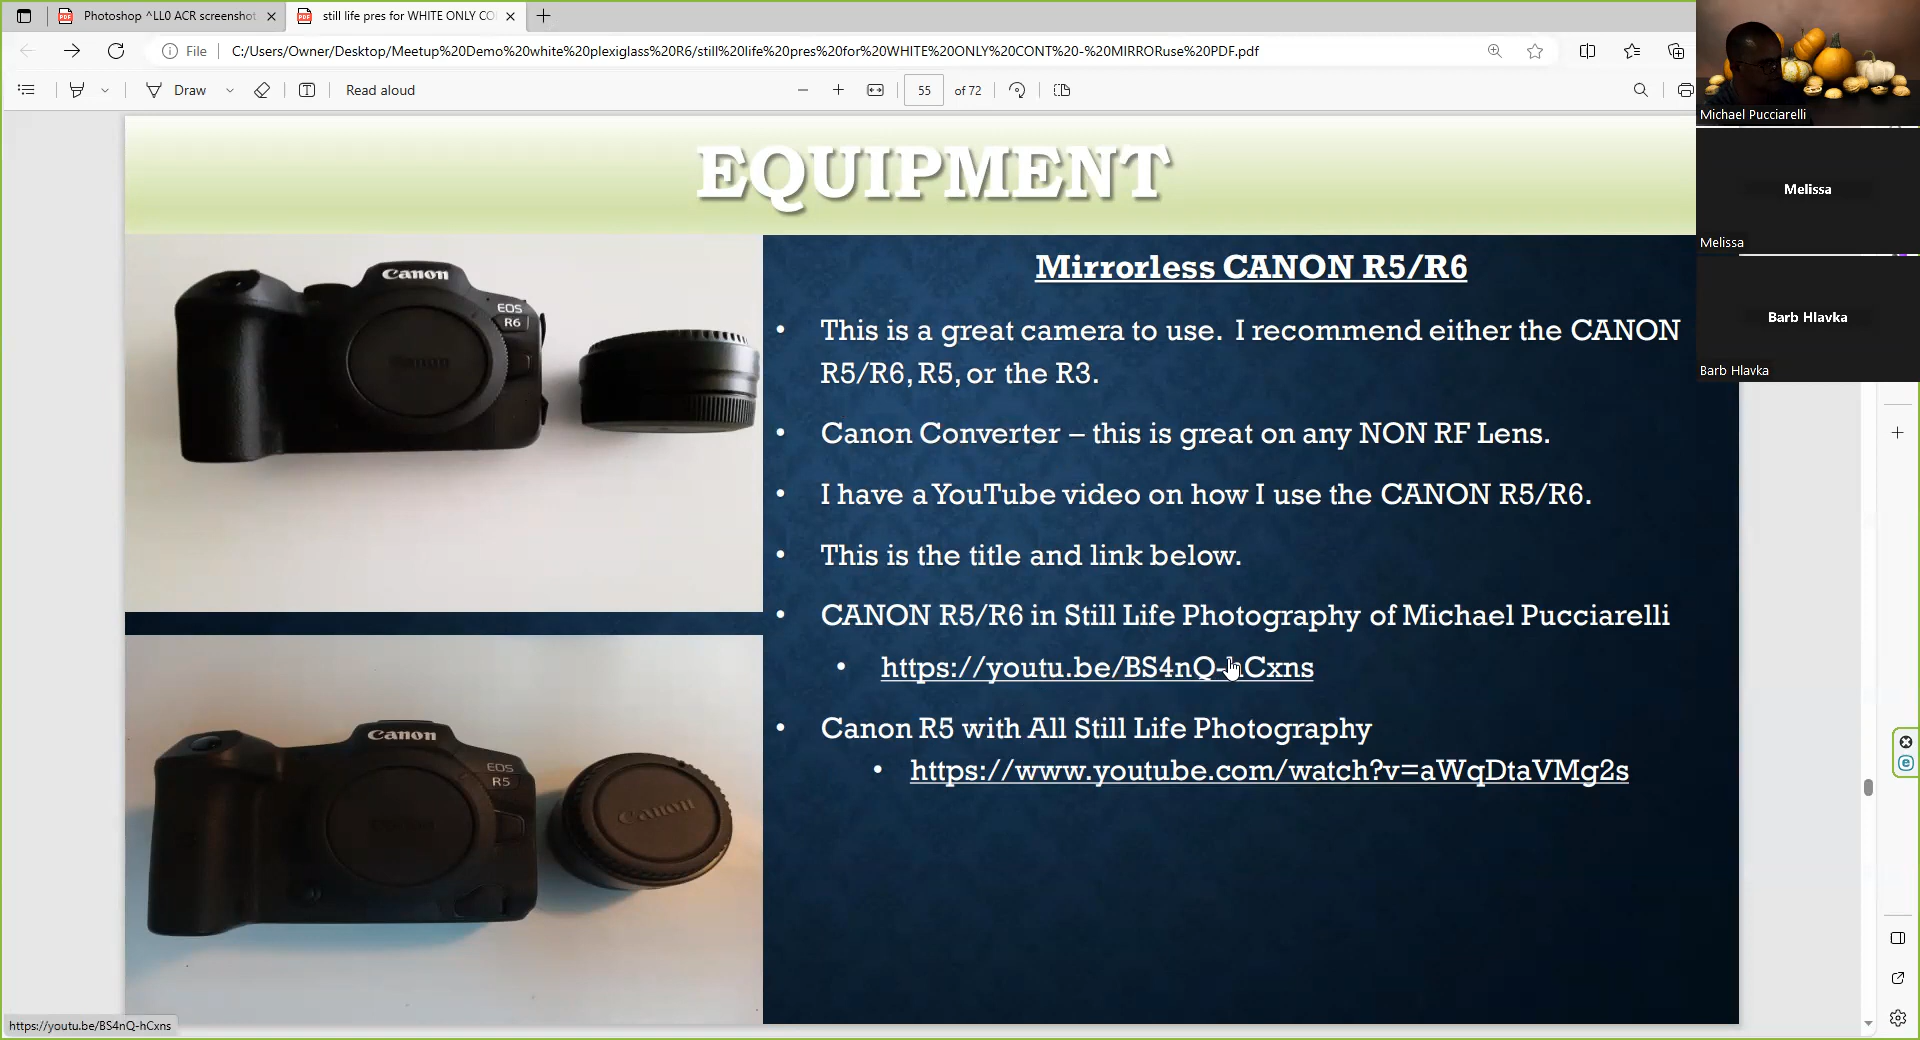 Photoshop ^LL0 ACR screenshot
still life pres for WHITE ONLY CO
File
C:/Users/Owner/Desktop/Meetup%20Demo%20white%20plexiglass%20R6/still%20life%20pres%20for%20WHITE%20ONLY%20CONT%20-%20MIRRORuse%20PDF.pdf
Draw
Read aloud
55
of 72
Michael Pucciarelli
Melissa
Melissa
Barb Hlavka
Barb Hlavka
EQUIPMENT
Canon
EOS
R6
Canon
EOS
R5
Canon
Mirrorless CANON R5/R6
• This is a great camera to use. I recommend either the CANON
R5/R6, R5, or the R3.
• Canon Converter – this is great on any NON RF Lens.
• I have a YouTube video on how I use the CANON R5/R6.
• This is the title and link below.
• CANON R5/R6 in Still Life Photography of Michael Pucciarelli
• https://youtu.be/BS4nQ-hCxns
• Canon R5 with All Still Life Photography
• https://www.youtube.com/watch?v=aWqDtaVMg2s
https://youtu.be/BS4nQ-hCxns